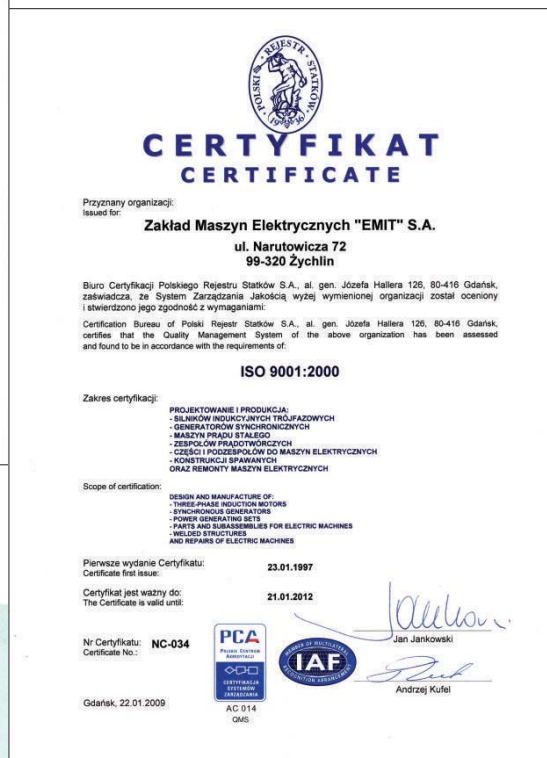 POLSKI · REJESTR · STATKÓW
1936
CERTYFIKAT
CERTIFICATE
Przyznany organizacji:
Issued for:
Zakład Maszyn Elektrycznych "EMIT" S.A.
ul. Narutowicza 72
99-320 Żychlin
Biuro Certyfikacji Polskiego Rejestru Statków S.A., al. gen. Józefa Hallera 126, 80-416 Gdańsk,
zaświadcza, że System Zarządzania Jakością wyżej wymienionej organizacji został oceniony
i stwierdzono jego zgodność z wymaganiami:
Certification Bureau of Polski Rejestr Statków S.A., al. gen. Józefa Hallera 126, 80-416 Gdańsk,
certifies that the Quality Management System of the above organization has been assessed
and found to be in accordance with the requirements of:
ISO 9001:2000
Zakres certyfikacji:
PROJEKTOWANIE I PRODUKCJA:
- SILNIKÓW INDUKCYJNYCH TRÓJFAZOWYCH
- GENERATORÓW SYNCHRONICZNYCH
- MASZYN PRĄDU STAŁEGO
- ZESPOŁÓW PRĄDOTWÓRCZYCH
- CZĘŚCI I PODZESPOŁÓW DO MASZYN ELEKTRYCZNYCH
- KONSTRUKCJI SPAWANYCH
ORAZ REMONTY MASZYN ELEKTRYCZNYCH
Scope of certification:
DESIGN AND MANUFACTURE OF:
- THREE-PHASE INDUCTION MOTORS
- SYNCHRONOUS GENERATORS
- POWER GENERATING SETS
- PARTS AND SUBASSEMBLIES FOR ELECTRIC MACHINES
- WELDED STRUCTURES
AND REPAIRS OF ELECTRIC MACHINES
Pierwsze wydanie Certyfikatu:
Certificate first issue:
23.01.1997
Certyfikat jest ważny do:
The Certificate is valid until:
21.01.2012
Jan Jankowski
Nr Certyfikatu: NC-034
Certificate No.:
PCA
POLSKIE CENTRUM
AKREDYTACJI
CERTYFIKACJA
SYSTEMÓW
ZARZĄDZANIA
AC 014
QMS
MEMBER OF MULTILATERAL
IAF
RECOGNITION ARRANGEMENT
Andrzej Kufel
Gdańsk, 22.01.2009